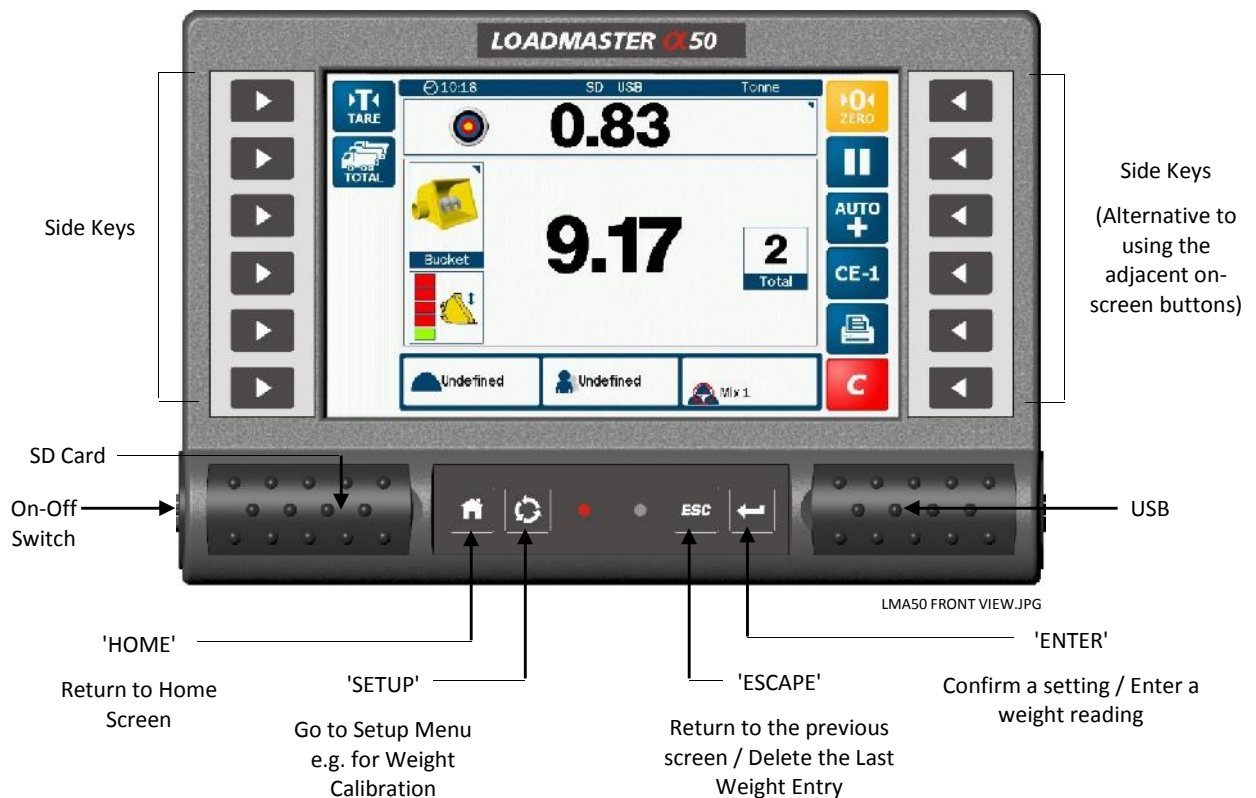 LOADMASTER α50
Side Keys
TARE
TOTAL
10:18 SD USB Tonne
0.83
Bucket
9.17
2
Total
Undefined
Undefined
Mix 1
0
ZERO
AUTO
+
CE-1
C
Side Keys
(Alternative to
using the
adjacent on-
screen buttons)
SD Card
On-Off
Switch
ESC
USB
LMA50 FRONT VIEW.JPG
'HOME'
Return to Home
Screen
'SETUP'
Go to Setup Menu
e.g. for Weight
Calibration
'ESCAPE'
Return to the previous
screen / Delete the Last
Weight Entry
'ENTER'
Confirm a setting / Enter a
weight reading